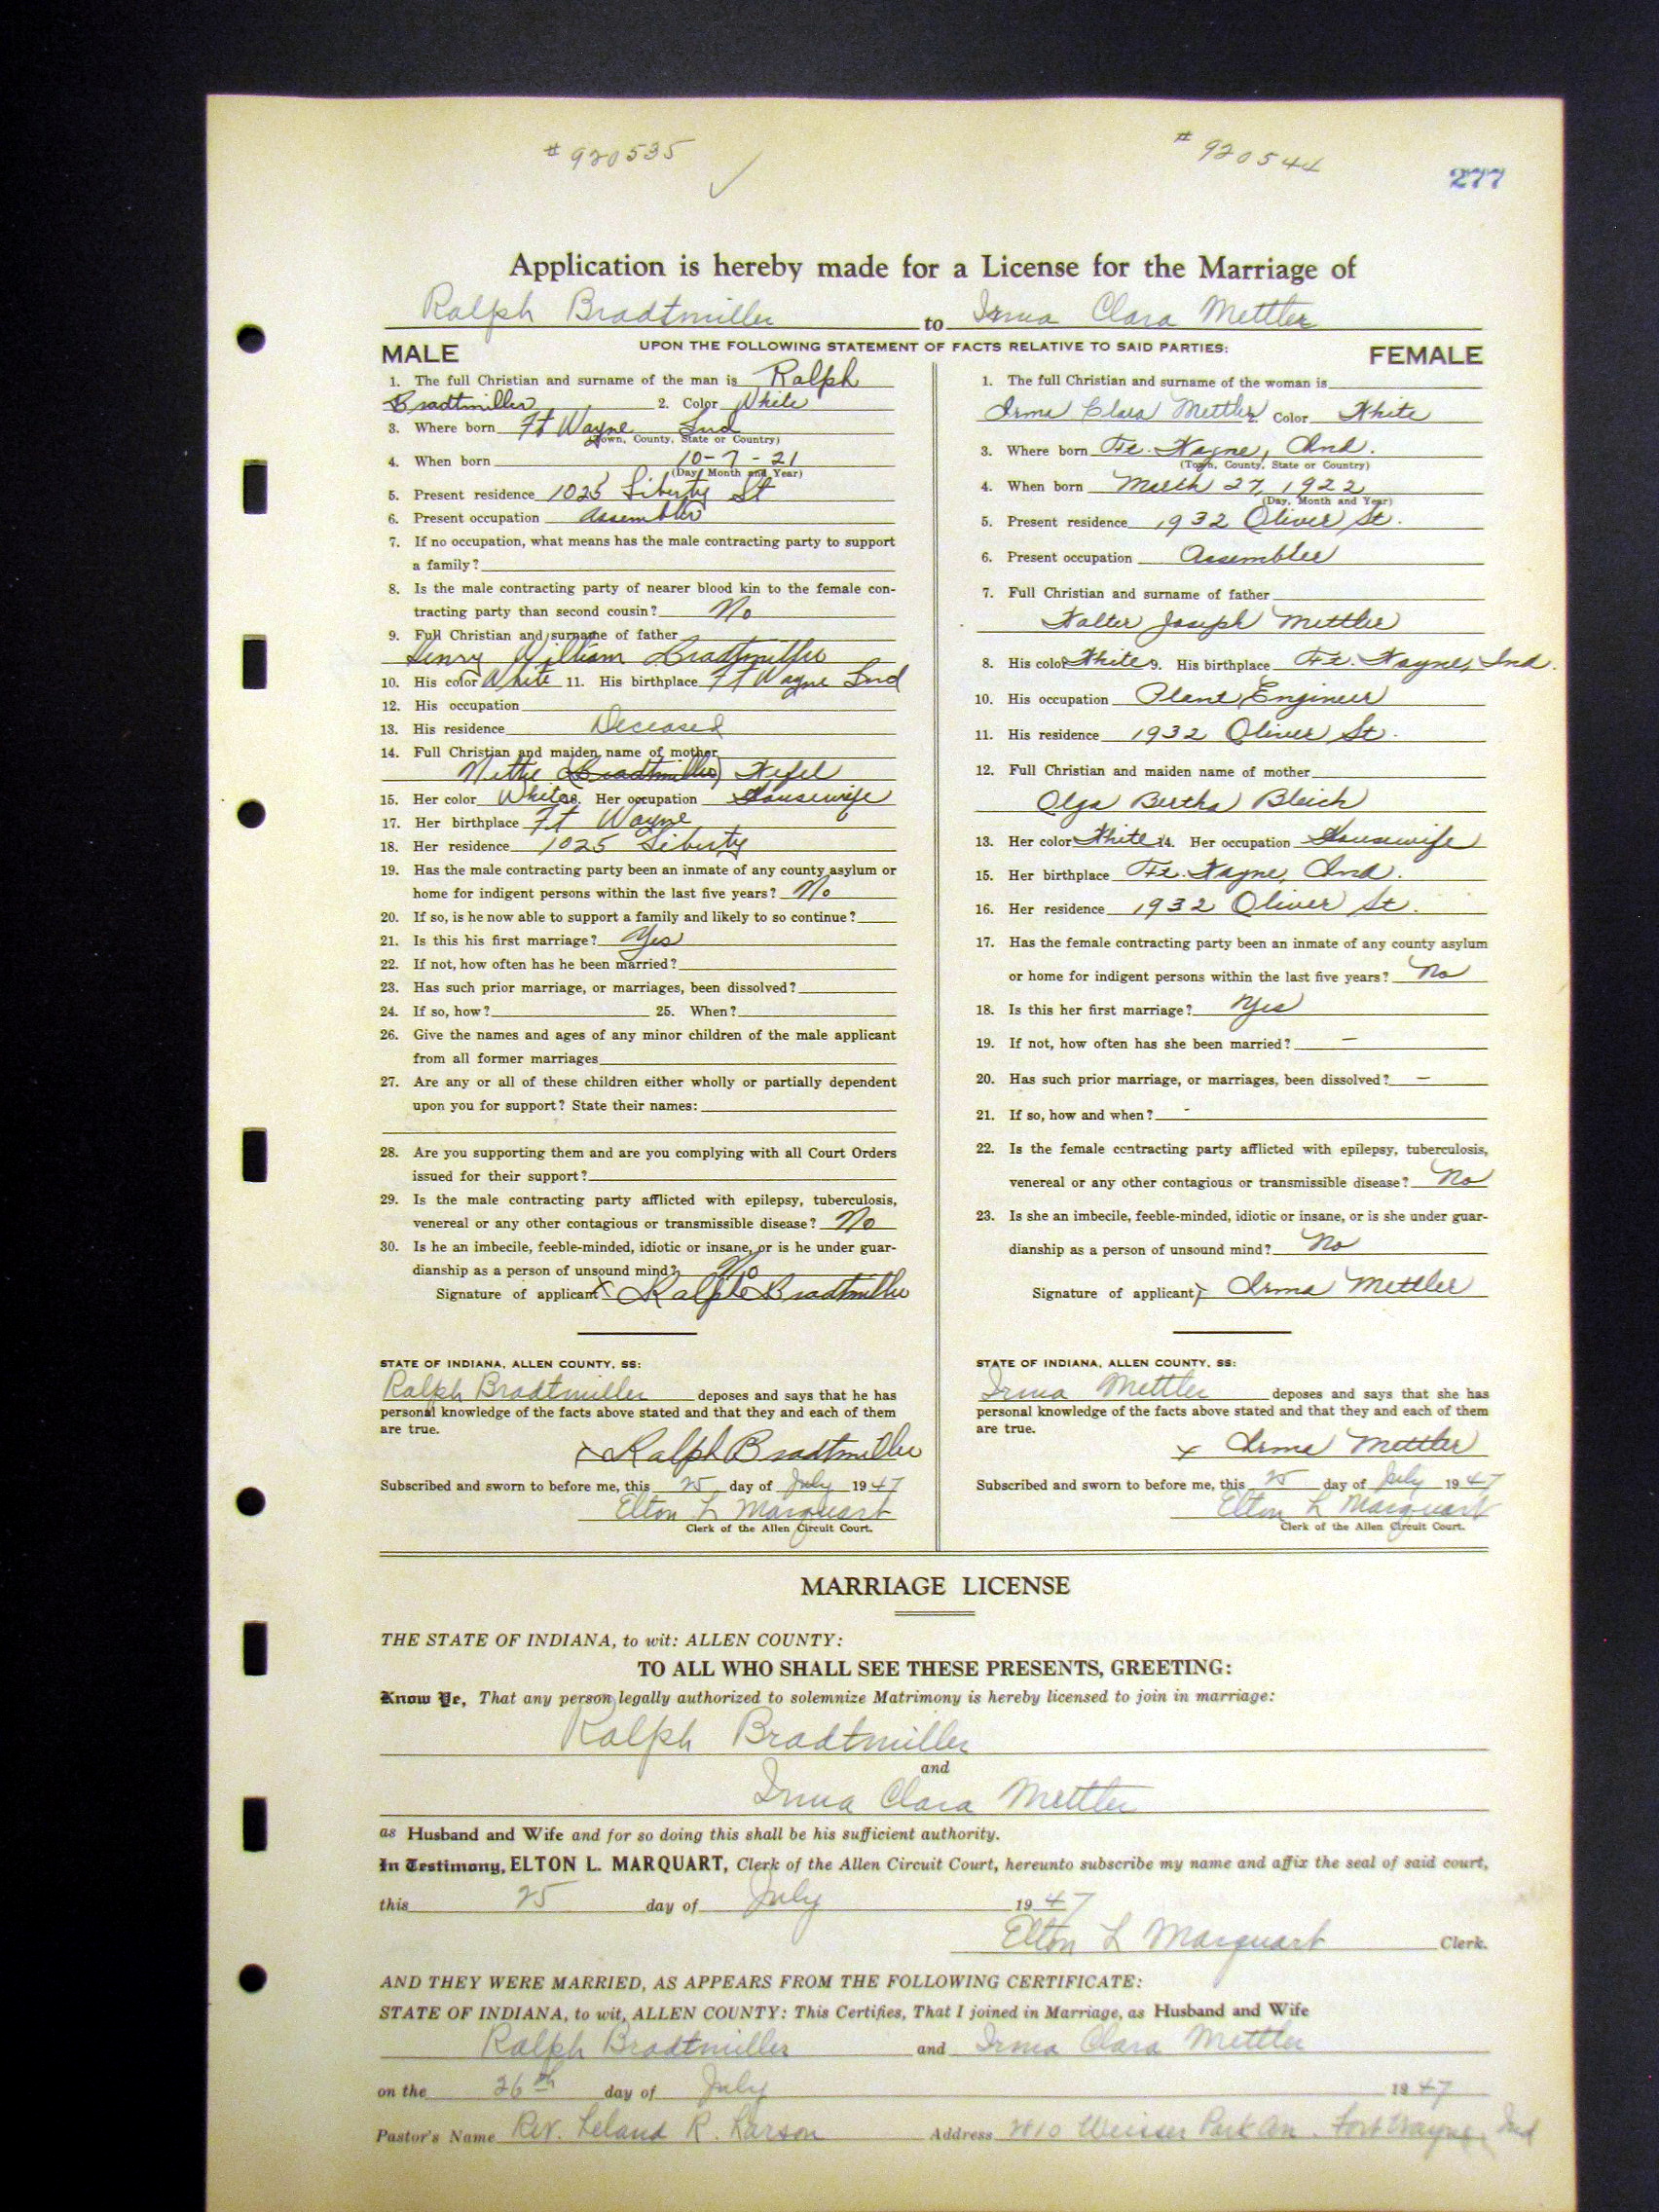 # 920535
# 920544
277
Application is hereby made for a License for the Marriage of
Ralph Bradtmiller to Irma Clara Mettler
UPON THE FOLLOWING STATEMENT OF FACTS RELATIVE TO SAID PARTIES:
MALE
1. The full Christian and surname of the man is Ralph
Bradtmiller 2. Color White
3. Where born Ft Wayne Ind
(Town, County, State or Country)
4. When born 10-7-21
(Day, Month and Year)
5. Present residence 1025 Liberty St
6. Present occupation Assembler
7. If no occupation, what means has the male contracting party to support
a family?
8. Is the male contracting party of nearer blood kin to the female con-
tracting party than second cousin? No
9. Full Christian and surname of father
Henry William Bradtmiller
10. His color White 11. His birthplace Ft Wayne Ind
12. His occupation
13. His residence Deceased
14. Full Christian and maiden name of mother
(Bradtmiller)
15. Her color White 16. Her occupation Housewife
17. Her birthplace Ft Wayne
18. Her residence 1025 Liberty
19. Has the male contracting party been an inmate of any county asylum or
home for indigent persons within the last five years? No
20. If so, is he now able to support a family and likely to so continue?
21. Is this his first marriage? Yes
22. If not, how often has he been married?
23. Has such prior marriage, or marriages, been dissolved?
24. If so, how? 25. When?
26. Give the names and ages of any minor children of the male applicant
from all former marriages
27. Are any or all of these children either wholly or partially dependent
upon you for support? State their names:
28. Are you supporting them and are you complying with all Court Orders
issued for their support?
29. Is the male contracting party afflicted with epilepsy, tuberculosis,
venereal or any other contagious or transmissible disease? No
30. Is he an imbecile, feeble-minded, idiotic or insane, or is he under guar-
dianship as a person of unsound mind? No
Signature of applicant x Ralph Bradtmiller
STATE OF INDIANA, ALLEN COUNTY, SS:
Ralph Bradtmiller deposes and says that he has
personal knowledge of the facts above stated and that they and each of them
are true.
x Ralph Bradtmiller
Subscribed and sworn to before me, this 25 day of July 1947
Elton L Marquart
Clerk of the Allen Circuit Court.
FEMALE
1. The full Christian and surname of the woman is
Irma Clara Mettler 2. Color White
3. Where born Ft. Wayne, Ind.
(Town, County, State or Country)
4. When born March 27, 1922
(Day, Month and Year)
5. Present residence 1932 Oliver St.
6. Present occupation Assembler
7. Full Christian and surname of father
Walter Joseph Mettler
8. His color White 9. His birthplace Ft. Wayne, Ind.
10. His occupation Plant Engineer
11. His residence 1932 Oliver St.
12. Full Christian and maiden name of mother
Olga Bertha Bleich
13. Her color White 14. Her occupation Housewife
15. Her birthplace Ft. Wayne, Ind.
16. Her residence 1932 Oliver St.
17. Has the female contracting party been an inmate of any county asylum
or home for indigent persons within the last five years? No
18. Is this her first marriage? Yes
19. If not, how often has she been married? —
20. Has such prior marriage, or marriages, been dissolved? —
21. If so, how and when? -
22. Is the female contracting party afflicted with epilepsy, tuberculosis,
venereal or any other contagious or transmissible disease? No
23. Is she an imbecile, feeble-minded, idiotic or insane, or is she under guar-
dianship as a person of unsound mind? No
Signature of applicant x Irma Mettler
STATE OF INDIANA, ALLEN COUNTY, SS:
Irma Mettler deposes and says that she has
personal knowledge of the facts above stated and that they and each of them
are true.
x Irma Mettler
Subscribed and sworn to before me, this 25 day of July 1947
Elton L Marquart
Clerk of the Allen Circuit Court.
MARRIAGE LICENSE
THE STATE OF INDIANA, to wit: ALLEN COUNTY:
TO ALL WHO SHALL SEE THESE PRESENTS, GREETING:
Know Ye, That any person legally authorized to solemnize Matrimony is hereby licensed to join in marriage:
Ralph Bradtmiller
and
Irma Clara Mettler
as Husband and Wife and for so doing this shall be his sufficient authority.
In Testimony, ELTON L. MARQUART, Clerk of the Allen Circuit Court, hereunto subscribe my name and affix the seal of said court,
this 25 day of July 1947
Elton L Marquart Clerk.
AND THEY WERE MARRIED, AS APPEARS FROM THE FOLLOWING CERTIFICATE:
STATE OF INDIANA, to wit, ALLEN COUNTY: This Certifies, That I joined in Marriage, as Husband and Wife
Ralph Bradtmiller and Irma Clara Mettler
on the 26th day of July 1947
Pastor's Name Rev. Leland R. Larson Address Weisser Park Av. Fort Wayne, Ind